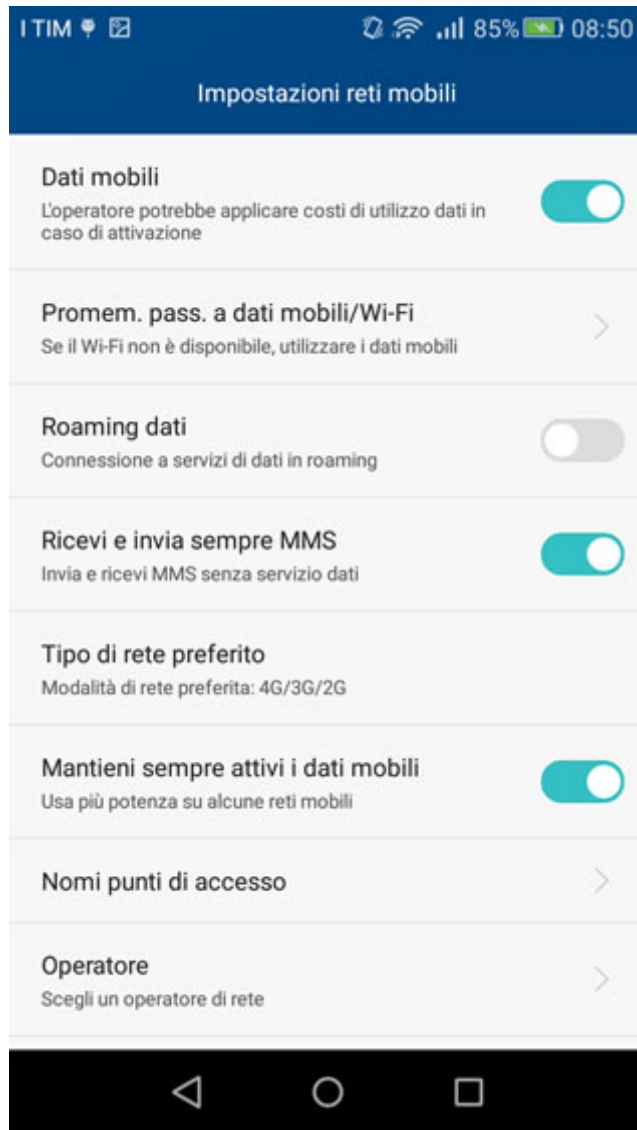 I TIM 85% 08:50
Impostazioni reti mobili
Dati mobili
L'operatore potrebbe applicare costi di utilizzo dati in
caso di attivazione
Promem. pass. a dati mobili/Wi-Fi
Se il Wi-Fi non è disponibile, utilizzare i dati mobili
Roaming dati
Connessione a servizi di dati in roaming
Ricevi e invia sempre MMS
Invia e ricevi MMS senza servizio dati
Tipo di rete preferito
Modalità di rete preferita: 4G/3G/2G
Mantieni sempre attivi i dati mobili
Usa più potenza su alcune reti mobili
Nomi punti di accesso
Operatore
Scegli un operatore di rete